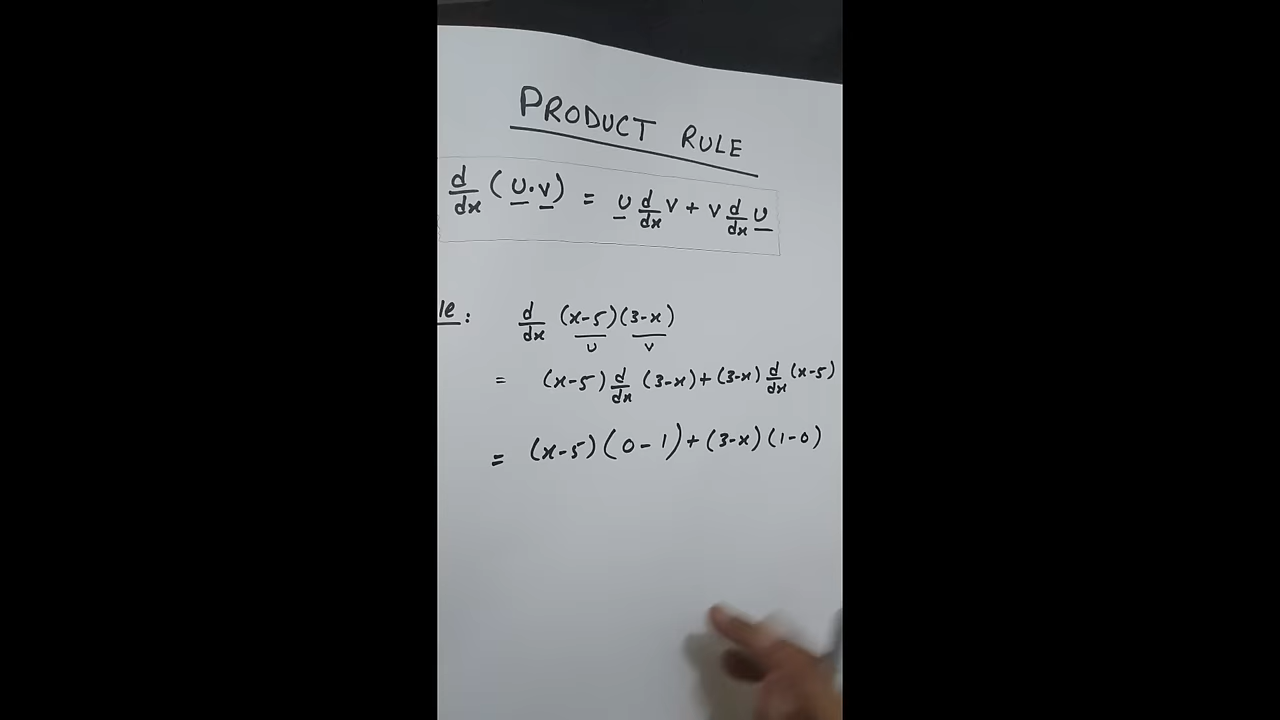 PRODUCT RULE
d/dx (U·V) = U d/dx V + V d/dx U
le: d/dx (x-5)(3-x)
U V
= (x-5) d/dx (3-x) + (3-x) d/dx (x-5)
= (x-5)(0-1) + (3-x)(1-0)